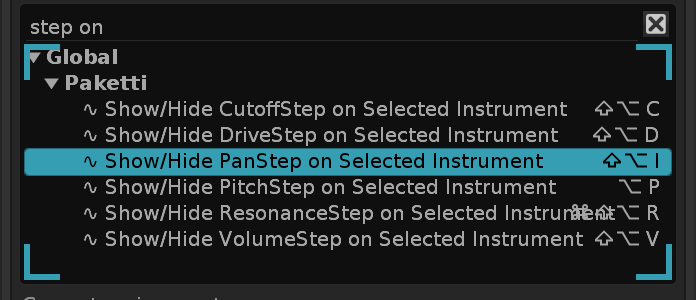 step on
▼ Global
▼ Paketti
∿ Show/Hide CutoffStep on Selected Instrument ⇧⌥ C
∿ Show/Hide DriveStep on Selected Instrument ⇧⌥ D
∿ Show/Hide PanStep on Selected Instrument ⇧⌥ I
∿ Show/Hide PitchStep on Selected Instrument ⌥ P
∿ Show/Hide ResonanceStep on Selected Instrument ⌘⇧⌥ R
∿ Show/Hide VolumeStep on Selected Instrument ⇧⌥ V